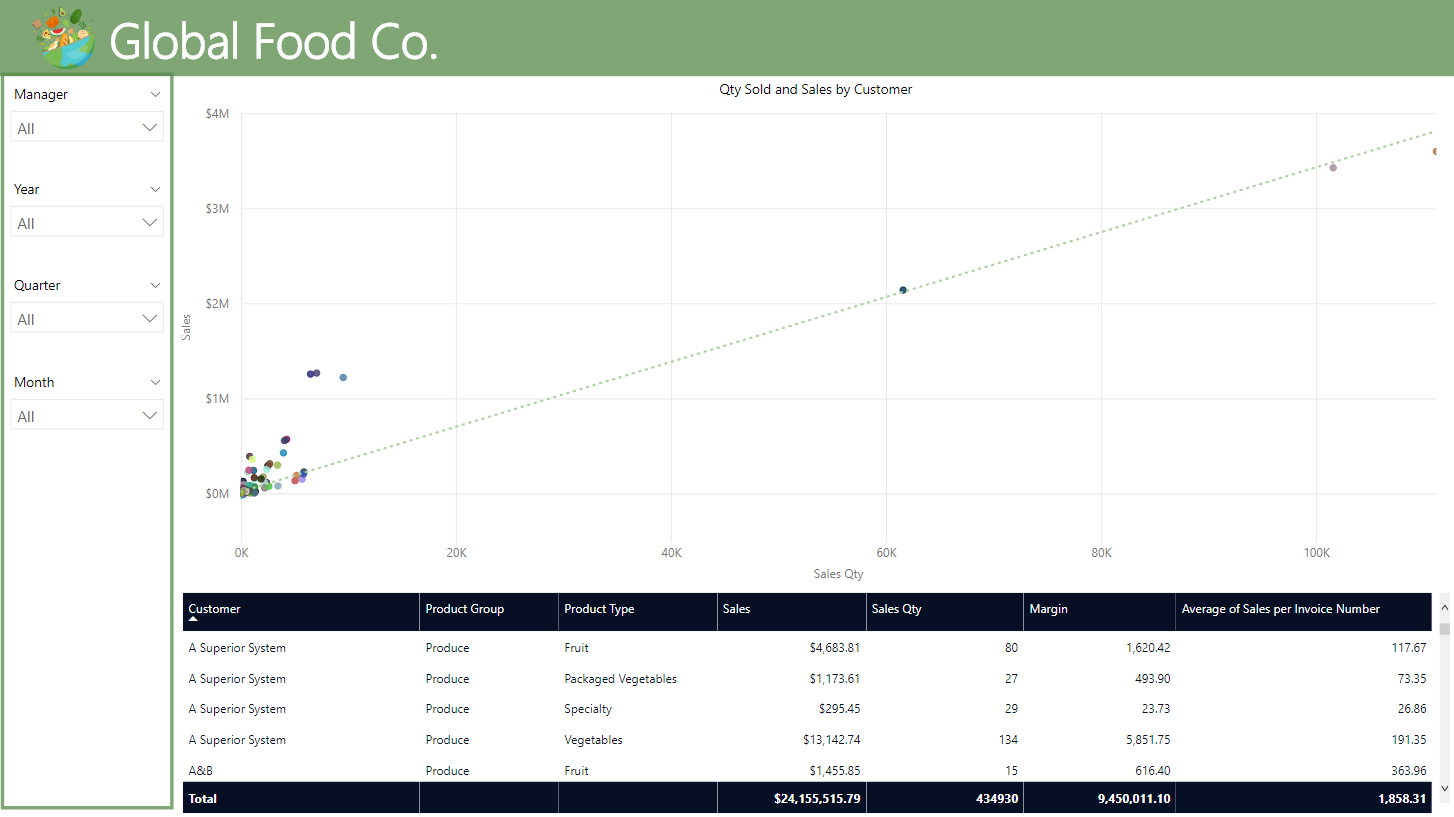 Global Food Co.
Manager
All
Year
All
Quarter
All
Month
All
Qty Sold and Sales by Customer
$4M
$3M
$2M
$1M
$0M
Sales
0K 20K 40K 60K 80K 100K
Sales Qty
Customer Product Group Product Type Sales Sales Qty Margin Average of Sales per Invoice Number
A Superior System Produce Fruit $4,683.81 80 1,620.42 117.67
A Superior System Produce Packaged Vegetables $1,173.61 27 493.90 73.35
A Superior System Produce Specialty $295.45 29 23.73 26.86
A Superior System Produce Vegetables $13,142.74 134 5,851.75 191.35
A&B Produce Fruit $1,455.85 15 616.40 363.96
Total $24,155,515.79 434930 9,450,011.10 1,858.31